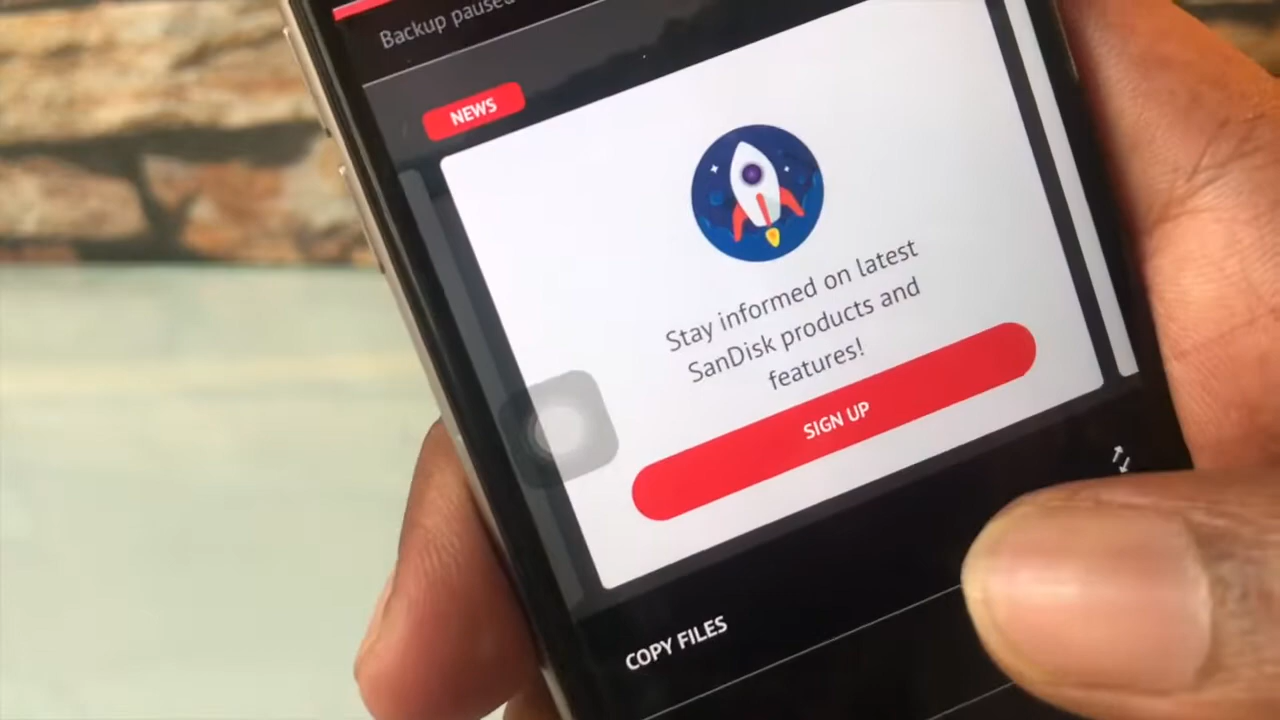 Backup paused
NEWS
Stay informed on latest
SanDisk products and
features!
SIGN UP
COPY FILES